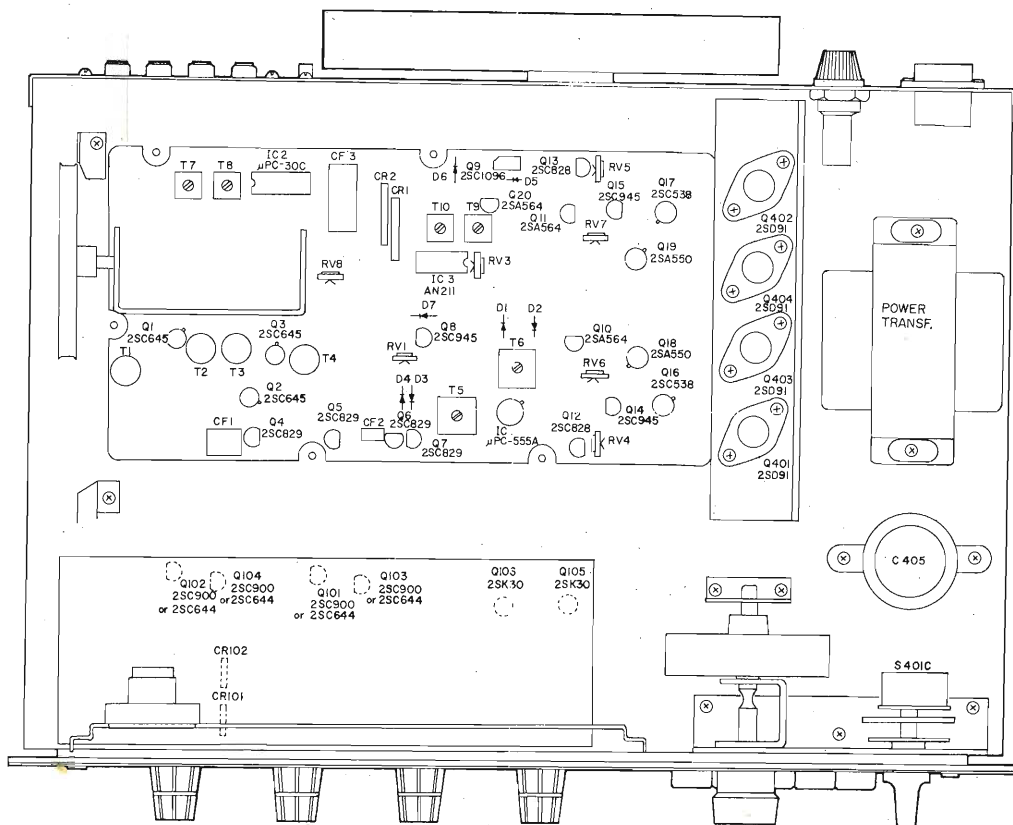 T7
T8
IC 2
μPC-30C
CF 3
CR2
CR1
D6
Q9
2SC1096
D5
Q13
2SC828
RV5
Q20
2SA564
Q15
2SC945
Q17
2SC538
Q11
2SA564
T10
T9
RV7
Q19
2SA550
RV8
RV3
IC 3
AN211
Q402
2SD91
Q404
2SD91
Q403
2SD91
Q401
2SD91
POWER
TRANSF.
Q1
2SC645
Q3
2SC645
T1
T2
T3
T4
Q2
2SC645
D7
Q8
2SC945
RV1
D1
D2
T6
Q10
2SA564
Q18
2SA550
RV6
Q16
2SC538
D4
D3
T5
CF1
Q4
2SC829
Q5
2SC829
CF2
Q6
2SC829
Q7
2SC829
IC
μPC-555A
Q12
2SC828
Q14
2SC945
RV4
C 405
Q102
2SC900
or 2SC644
Q104
2SC900
or 2SC644
Q101
2SC900
or 2SC644
Q103
2SC900
or 2SC644
2SK30
Q105
2SK30
CR102
CR101
S401C